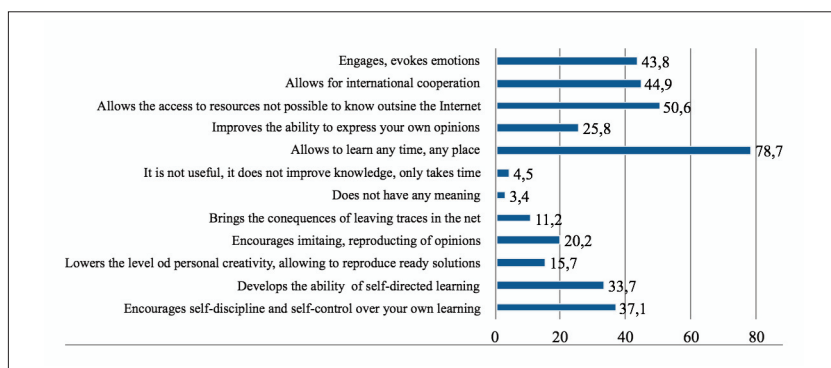 Engages, evokes emotions 43,8
Allows for international cooperation 44,9
Allows the access to resources not possible to know outsine the Internet 50,6
Improves the ability to express your own opinions 25,8
Allows to learn any time, any place 78,7
It is not useful, it does not improve knowledge, only takes time 4,5
Does not have any meaning 3,4
Brings the conequences of leaving traces in the net 11,2
Encourages imitaing, reproducting of opinions 20,2
Lowers the level od personal creativity, allowing to reproduce ready solutions 15,7
Develops the ability of self-directed learning 33,7
Encourages self-discipline and self-control over your own learning 37,1
0 20 40 60 80